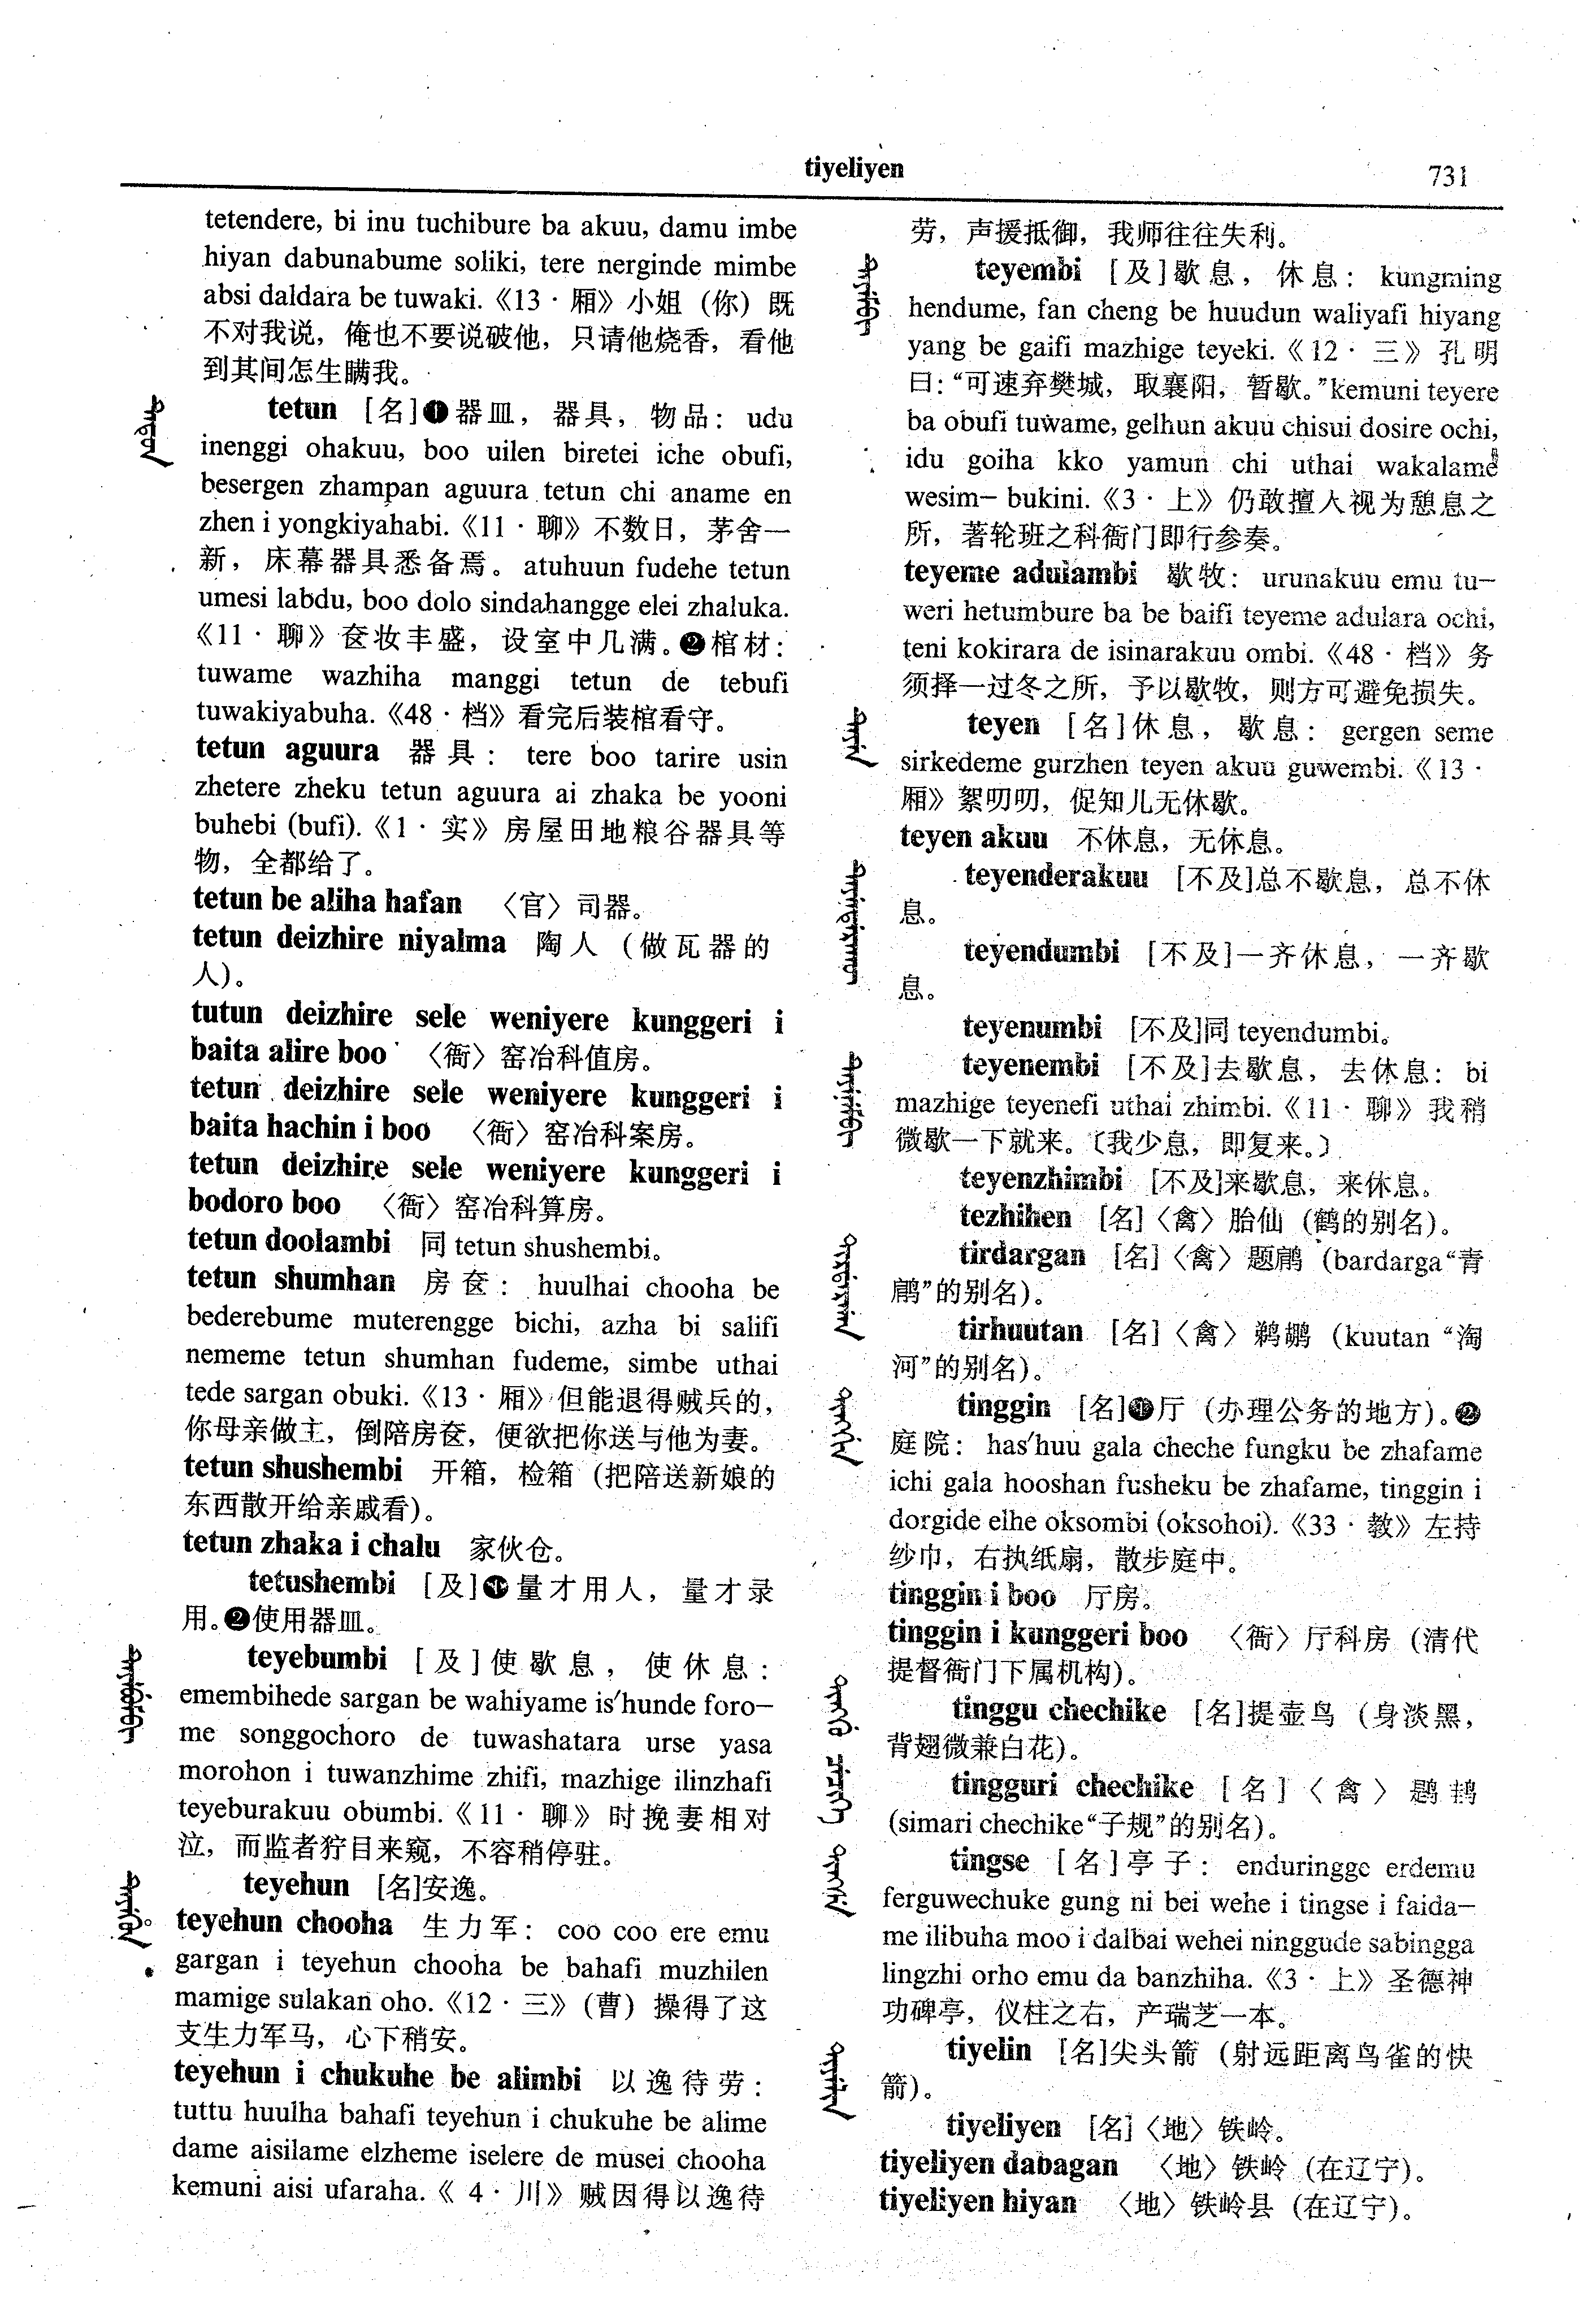 tiyeliyen
731
tetendere, bi inu tuchibure ba akuu, damu imbe
hiyan dabunabume soliki, tere nerginde mimbe
absi daldara be tuwaki.《13·厢》小姐（你）既
不对我说，俺也不要说破他，只请他烧香，看他
到其间怎生瞒我。
tetun [名]❶器皿，器具，物品：udu
inenggi ohakuu, boo uilen biretei iche obufi,
besergen zhampan aguura tetun chi aname en
zhen i yongkiyahabi.《11·聊》不数日，茅舍一
新，床幕器具悉备焉。atuhuun fudehe tetun
umesi labdu, boo dolo sindahangge elei zhaluka.
《11·聊》奁妆丰盛，设室中几满。❷棺材：
tuwame wazhiha manggi tetun de tebufi
tuwakiyabuha.《48·档》看完后装棺看守。
tetun aguura 器具：tere boo tarire usin
zhetere zheku tetun aguura ai zhaka be yooni
buhebi (bufi).《1·实》房屋田地粮谷器具等
物，全都给了。
tetun be aliha hafan 〈官〉司器。
tetun deizhire niyalma 陶人（做瓦器的
人）。
tutun deizhire sele weniyere kunggeri i
baita alire boo 〈衙〉窑冶科值房。
tetun deizhire sele weniyere kunggeri i
baita hachin i boo 〈衙〉窑冶科案房。
tetun deizhire sele weniyere kunggeri i
bodoro boo 〈衙〉窑冶科算房。
tetun doolambi 同 tetun shushembi。
tetun shumhan 房奁：huulhai chooha be
bederebume muterengge bichi, azha bi salifi
nememe tetun shumhan fudeme, simbe uthai
tede sargan obuki.《13·厢》但能退得贼兵的，
你母亲做主，倒陪房奁，便欲把你送与他为妻。
tetun shushembi 开箱，检箱（把陪送新娘的
东西散开给亲戚看）。
tetun zhaka i chalu 家伙仓。
tetushembi [及]❶量才用人，量才录
用。❷使用器皿。
teyebumbi [及]使歇息，使休息：
emembihede sargan be wahiyame is'hunde foro—
me songgochoro de tuwashatara urse yasa
morohon i tuwanzhime zhifi, mazhige ilinzhafi
teyeburakuu obumbi.《11·聊》时挽妻相对
泣，而监者狞目来窥，不容稍停驻。
teyehun [名]安逸。
teyehun chooha 生力军：coo coo ere emu
gargan i teyehun chooha be bahafi muzhilen
mamige sulakan oho.《12·三》（曹）操得了这
支生力军马，心下稍安。
teyehun i chukuhe be alimbi 以逸待劳：
tuttu huulha bahafi teyehun i chukuhe be alime
dame aisilame elzheme iselere de musei chooha
kemuni aisi ufaraha.《4·川》贼因得以逸待
劳，声援抵御，我师往往失利。
teyembi [及]歇息，休息：kungming
hendume, fan cheng be huudun waliyafi hiyang
yang be gaifi mazhige teyeki.《12·三》孔明
曰：“可速弃樊城，取襄阳，暂歇。”kemuni teyere
ba obufi tuwame, gelhun akuu chisui dosire ochi,
idu goiha kko yamun chi uthai wakalame
wesim— bukini.《3·上》仍敢擅入视为憩息之
所，著轮班之科衙门即行参奏。
teyeme adulambi 歇牧：urunakuu emu tu—
weri hetumbure ba be baifi teyeme adulara ochi,
teni kokirara de isinarakuu ombi.《48·档》务
须择一过冬之所，予以歇牧，则方可避免损失。
teyen [名]休息，歇息：gergen seme
sirkedeme gurzhen teyen akuu guwembi.《13·
厢》絮叨叨，促知儿无休歇。
teyen akuu 不休息，无休息。
teyenderakuu [不及]总不歇息，总不休
息。
teyendumbi [不及]一齐休息，一齐歇
息。
teyenumbi [不及]同 teyendumbi。
teyenembi [不及]去歇息，去休息：bi
mazhige teyenefi uthai zhimbi.《11·聊》我稍
微歇一下就来。〔我少息，即复来。〕
teyenzhimbi [不及]来歇息，来休息。
tezhihen [名]〈禽〉胎仙（鹤的别名）。
tirdargan [名]〈禽〉题鹃（bardarga“青
鹃”的别名）。
tirhuutan [名]〈禽〉鹈鹕（kuutan“淘
河”的别名）。
tinggin [名]❶厅（办理公务的地方）。❷
庭院：has'huu gala cheche fungku be zhafame
ichi gala hooshan fusheku be zhafame, tinggin i
dorgide elhe oksombi (oksohoi).《33·教》左持
纱巾，右执纸扇，散步庭中。
tinggin i boo 厅房。
tinggin i kunggeri boo 〈衙〉厅科房（清代
提督衙门下属机构）。
tinggu chechike [名]提壶鸟（身淡黑，
背翅微兼白花）。
tingguri chechike [名]〈禽〉
(simari chechike“子规”的别名)。
tingse [名]亭子：enduringge erdemu
ferguwechuke gung ni bei wehe i tingse i faida—
me ilibuha moo i dalbai wehei ninggude sabingga
lingzhi orho emu da banzhiha.《3·上》圣德神
功碑亭，仪柱之右，产瑞芝一本。
tiyelin [名]尖头箭（射远距离鸟雀的快
箭）。
tiyeliyen [名]〈地〉铁岭。
tiyeliyen dabagan 〈地〉铁岭（在辽宁）。
tiyeliyen hiyan 〈地〉铁岭县（在辽宁）。